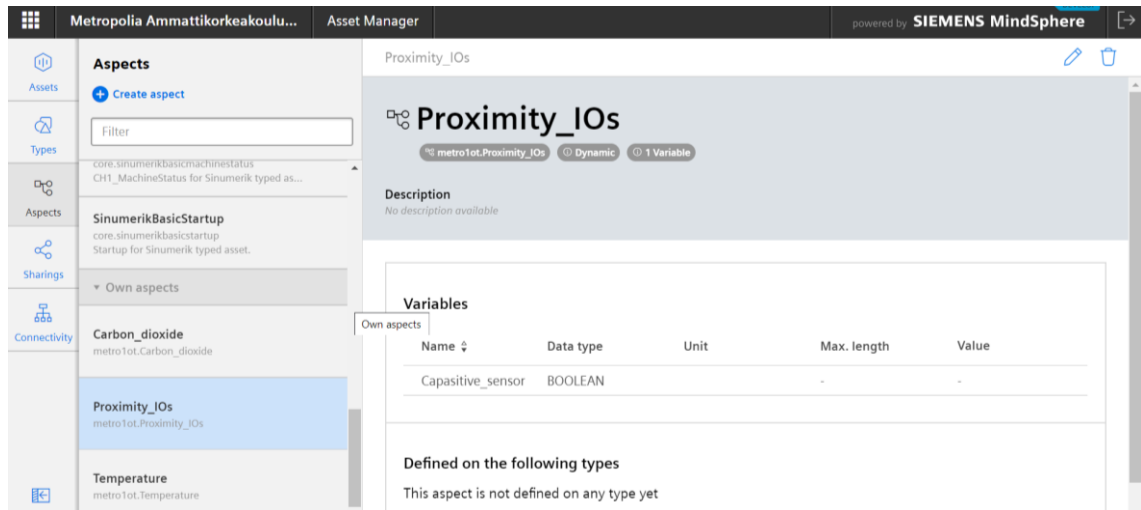 Metropolia Ammattikorkeakoulu...
Asset Manager
powered by SIEMENS MindSphere
Assets
Types
Aspects
Sharings
Connectivity
Aspects
Create aspect
Filter
core.sinumerikbasicmachinestatus
CH1_MachineStatus for Sinumerik typed as...
SinumerikBasicStartup
core.sinumerikbasicstartup
Startup for Sinumerik typed asset.
Own aspects
Carbon_dioxide
metro1ot.Carbon_dioxide
Proximity_IOs
metro1ot.Proximity_IOs
Temperature
metro1ot.Temperature
Own aspects
Proximity_IOs
Proximity_IOs
metro1ot.Proximity_IOs Dynamic 1 Variable
Description
No description available
Variables
Name Data type Unit Max. length Value
Capasitive_sensor BOOLEAN - -
Defined on the following types
This aspect is not defined on any type yet